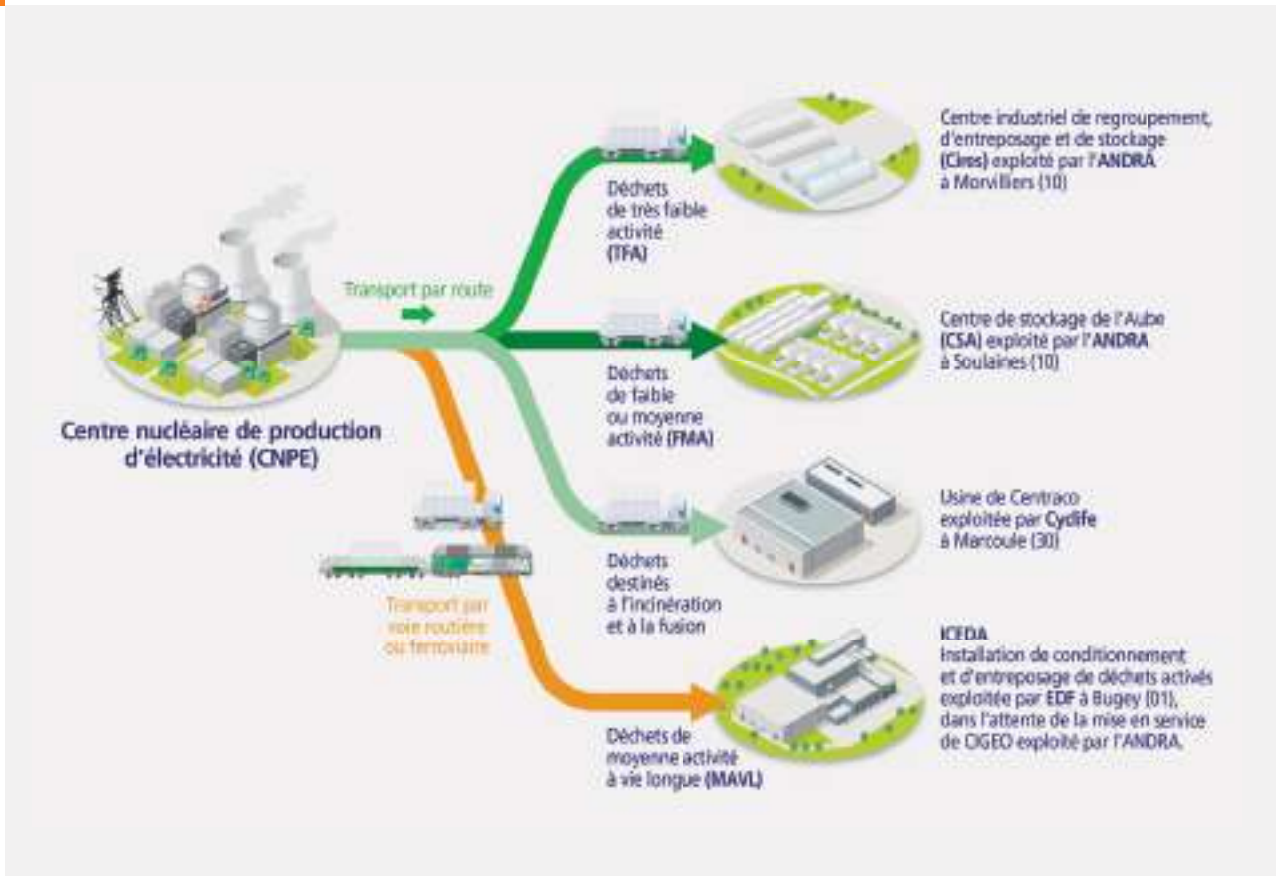 Centre industriel de regroupement,
d'entreposage et de stockage
(Cires) exploité par l'ANDRA
à Morvilliers (10)
Déchets
de très faible
activité
(TFA)
Transport par route
Centre de stockage de l'Aube
(CSA) exploité par l'ANDRA
à Soulaines (10)
Déchets
de faible
ou moyenne
activité (FMA)
Centre nucléaire de production
d'électricité (CNPE)
Usine de Centraco
exploitée par Cyclife
à Marcoule (30)
Déchets
destinés
à l'incinération
et à la fusion
Transport par
voie routière
ou ferroviaire
ICEDA
Installation de conditionnement
et d'entreposage de déchets activés
exploitée par EDF à Bugey (01),
dans l'attente de la mise en service
de CIGEO exploité par l'ANDRA.
Déchets de
moyenne activité
à vie longue (MAVL)